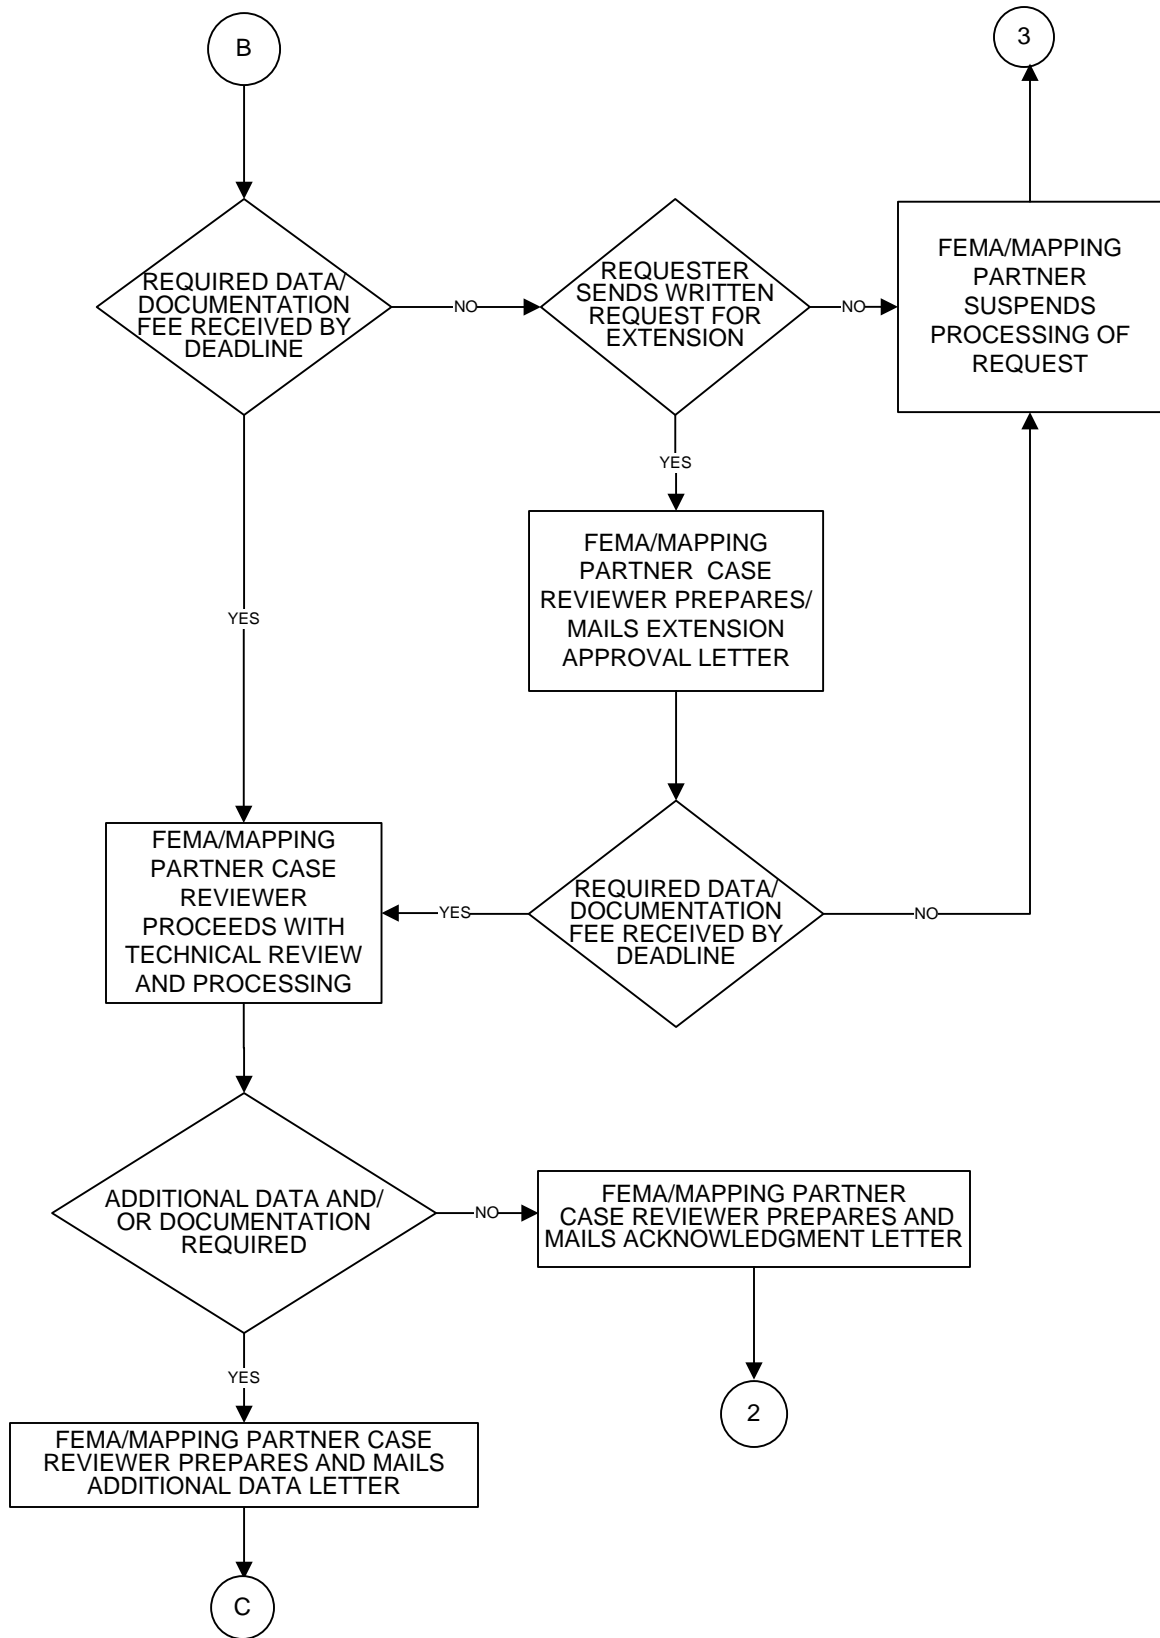 B
3
REQUIRED DATA/
DOCUMENTATION
FEE RECEIVED BY
DEADLINE
NO
REQUESTER
SENDS WRITTEN
REQUEST FOR
EXTENSION
NO
FEMA/MAPPING
PARTNER
SUSPENDS
PROCESSING OF
REQUEST
YES
FEMA/MAPPING
PARTNER CASE
REVIEWER PREPARES/
MAILS EXTENSION
APPROVAL LETTER
YES
FEMA/MAPPING
PARTNER CASE
REVIEWER
PROCEEDS WITH
TECHNICAL REVIEW
AND PROCESSING
YES
REQUIRED DATA/
DOCUMENTATION
FEE RECEIVED BY
DEADLINE
NO
ADDITIONAL DATA AND/
OR DOCUMENTATION
REQUIRED
NO
FEMA/MAPPING PARTNER
CASE REVIEWER PREPARES AND
MAILS ACKNOWLEDGMENT LETTER
YES
2
FEMA/MAPPING PARTNER CASE
REVIEWER PREPARES AND MAILS
ADDITIONAL DATA LETTER
C